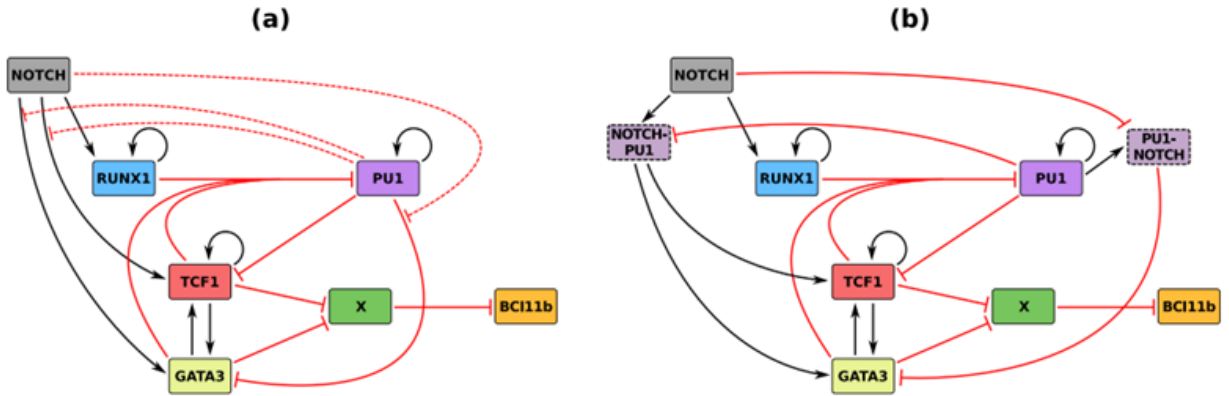 (a)
NOTCH
RUNX1
PU1
TCF1
X
BCl11b
GATA3
(b)
NOTCH
NOTCH-
PU1
PU1-
NOTCH
RUNX1
PU1
TCF1
X
BCl11b
GATA3